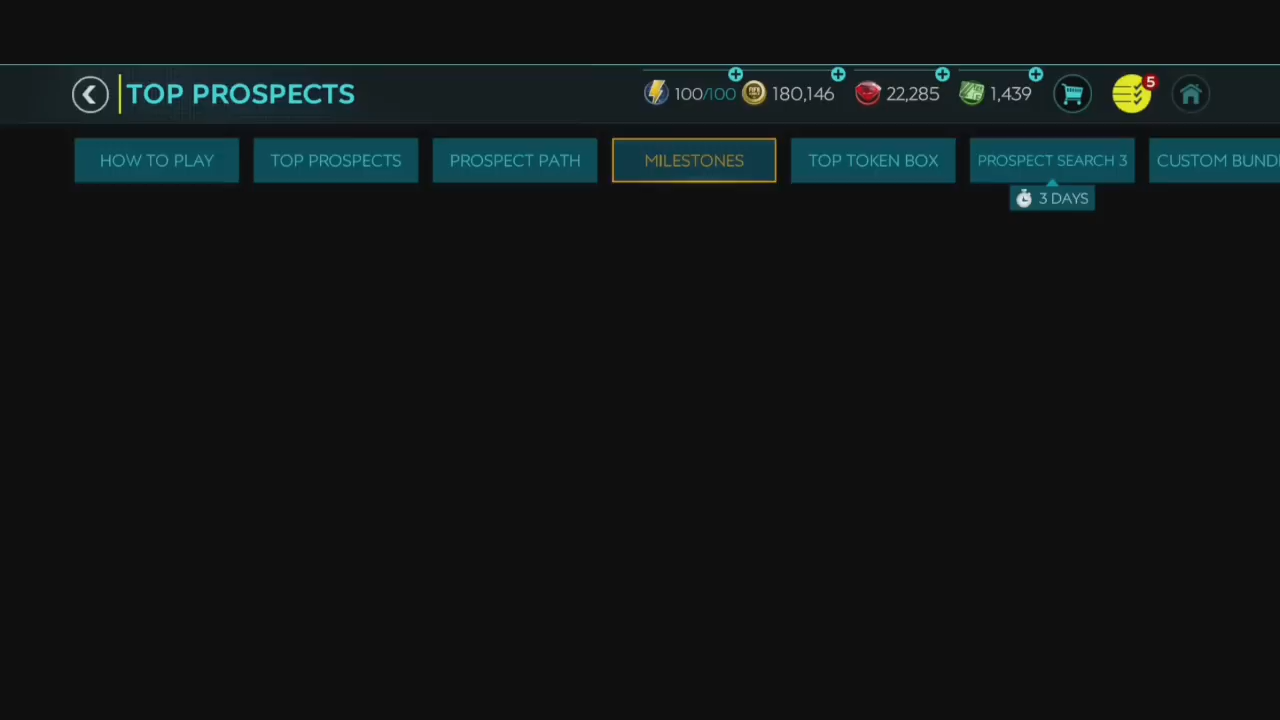 TOP PROSPECTS
100/100
180,146
22,285
1,439
5
HOW TO PLAY
TOP PROSPECTS
PROSPECT PATH
MILESTONES
TOP TOKEN BOX
PROSPECT SEARCH 3
CUSTOM BUND
3 DAYS